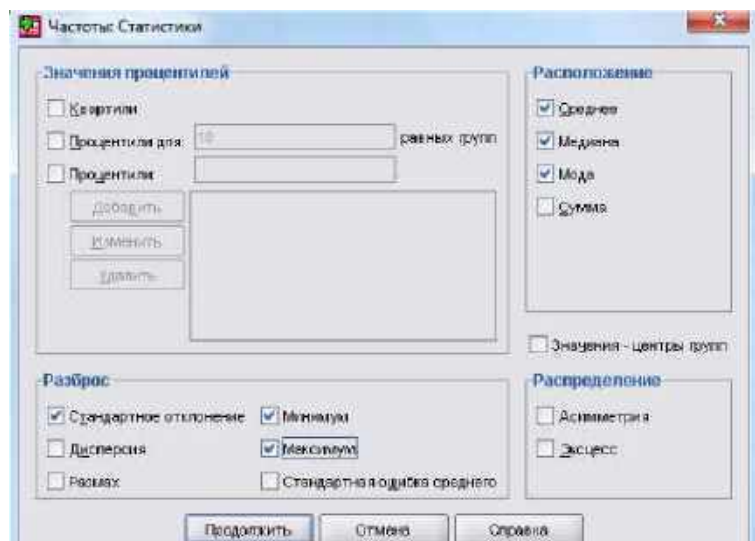 Частоты: Статистики
Значения процентилей
Квартили
Процентили для: 10 равных групп
Процентили:
Добавить
Изменить
Удалить
Расположение
Среднее
Медиана
Мода
Сумма
Значения - центры групп
Разброс
Стандартное отклонение
Минимум
Дисперсия
Максимум
Размах
Стандартная ошибка среднего
Распределение
Асимметрия
Эксцесс
Продолжить
Отмена
Справка